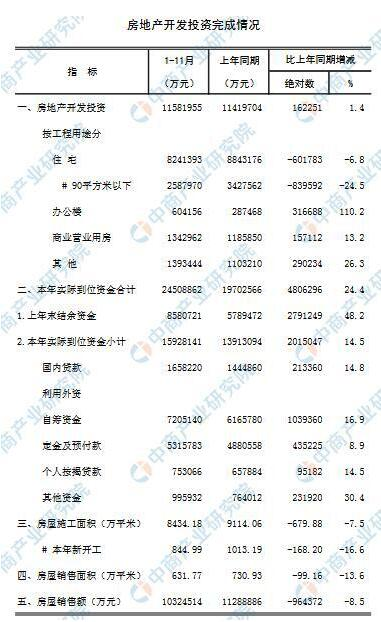 房地产开发投资完成情况
指 标 1-11月 (万元) 上年同期 (万元) 比上年同期增减 绝对数 %
一、房地产开发投资 11581955 11419704 162251 1.4
按工程用途分
住 宅 8241393 8843176 -601783 -6.8
# 90平方米以下 2587970 3427562 -839592 -24.5
办公楼 604156 287468 316688 110.2
商业营业用房 1342962 1185850 157112 13.2
其 他 1393444 1103210 290234 26.3
二、本年实际到位资金合计 24508862 19702566 4806296 24.4
1.上年末结余资金 8580721 5789472 2791249 48.2
2.本年实际到位资金小计 15928141 13913094 2015047 14.5
国内贷款 1658220 1444860 213360 14.8
利用外资
自筹资金 7205140 6165780 1039360 16.9
定金及预付款 5315783 4880558 435225 8.9
个人按揭贷款 753066 657884 95182 14.5
其他资金 995932 764012 231920 30.4
三、房屋施工面积（万平米） 8434.18 9114.06 -679.88 -7.5
# 本年新开工 844.99 1013.19 -168.20 -16.6
四、房屋销售面积（万平米） 631.77 730.93 -99.16 -13.6
五、房屋销售额（万元） 10324514 11288886 -964372 -8.5
中商产业研究院